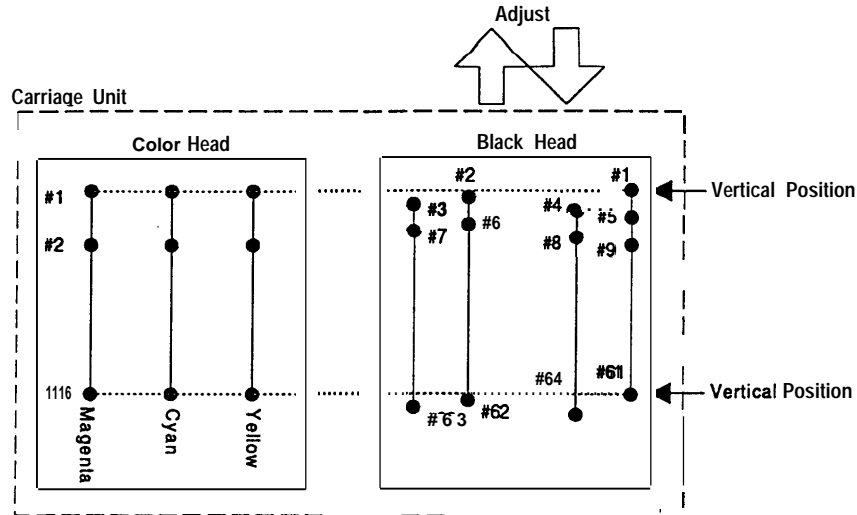 Adjust
Carriage Unit
Color Head
Black Head
#1
#2
#1
Vertical Position
#3
#4
#5
#2
#7
#6
#8
#9
1116
#64
#61
Vertical Position
#63
#62
Magenta
Cyan
Yellow